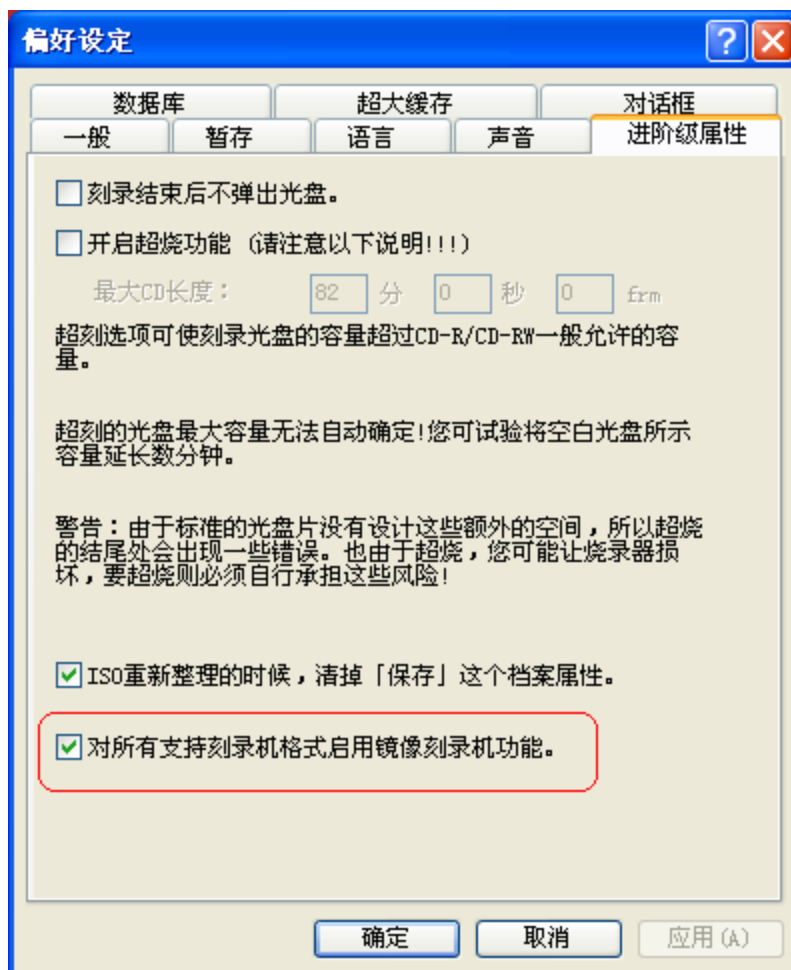 偏好设定
数据库 超大缓存 对话框
一般 暂存 语言 声音 进阶级属性
刻录结束后不弹出光盘。
开启超烧功能 (请注意以下说明!!!)
最大CD长度： 82 分 0 秒 0 frm
超刻选项可使刻录光盘的容量超过CD-R/CD-RW一般允许的容
量。
超刻的光盘最大容量无法自动确定!您可试验将空白光盘所示
容量延长数分钟。
警告：由于标准的光盘片没有设计这些额外的空间，所以超烧
的结尾处会出现一些错误。也由于超烧，您可能让烧录器损
坏，要超烧则必须自行承担这些风险!
ISO重新整理的时候，清掉「保存」这个档案属性。
对所有支持刻录机格式启用镜像刻录机功能。
确定 取消 应用(A)